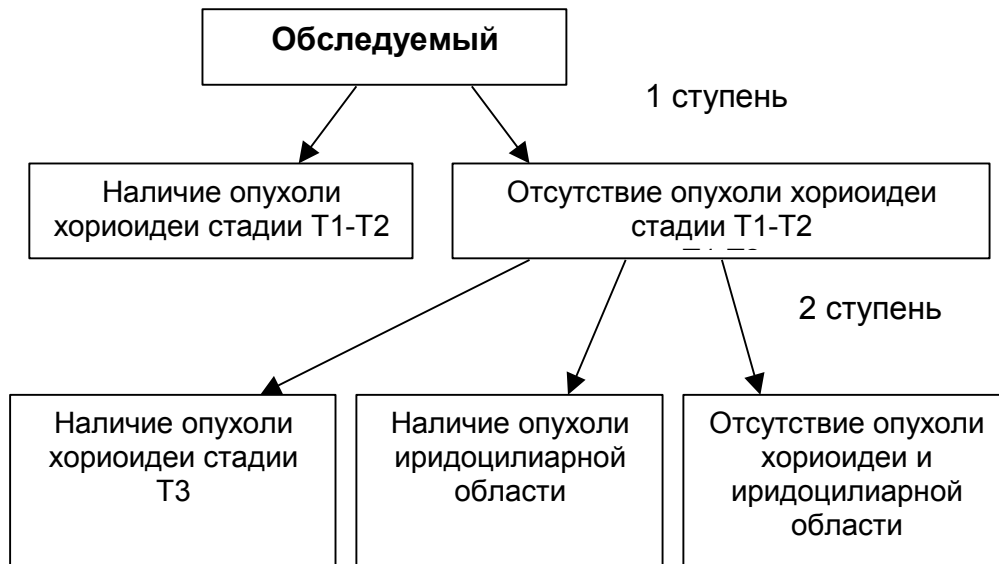 Обследуемый
1 ступень
Наличие опухоли
хориоидеи стадии Т1-Т2
Отсутствие опухоли хориоидеи
стадии Т1-Т2
2 ступень
Наличие опухоли
хориоидеи стадии
Т3
Наличие опухоли
иридоцилиарной
области
Отсутствие опухоли
хориоидеи и
иридоцилиарной
области